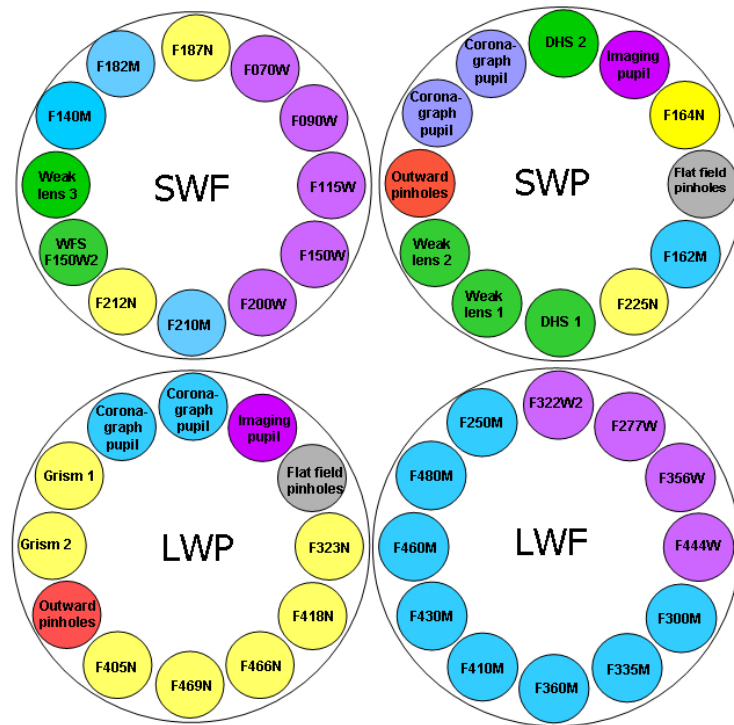 F187N
F182M
F070W
F140M
F090W
Weak
lens 3
SWF
F115W
WFS
F150W2
F150W
F212N
F200W
F210M
DHS 2
Corona-
graph
pupil
Imaging
pupil
Corona-
graph
pupil
F164N
Outward
pinholes
SWP
Flat field
pinholes
Weak
lens 2
F162M
Weak
lens 1
F225N
DHS 1
Corona-
graph
pupil
Corona-
graph
pupil
Imaging
pupil
Grism 1
Flat field
pinholes
Grism 2
LWP
F323N
Outward
pinholes
F418N
F405N
F466N
F469N
F322W2
F250M
F277W
F480M
F356W
F460M
LWF
F444W
F430M
F300M
F410M
F335M
F360M